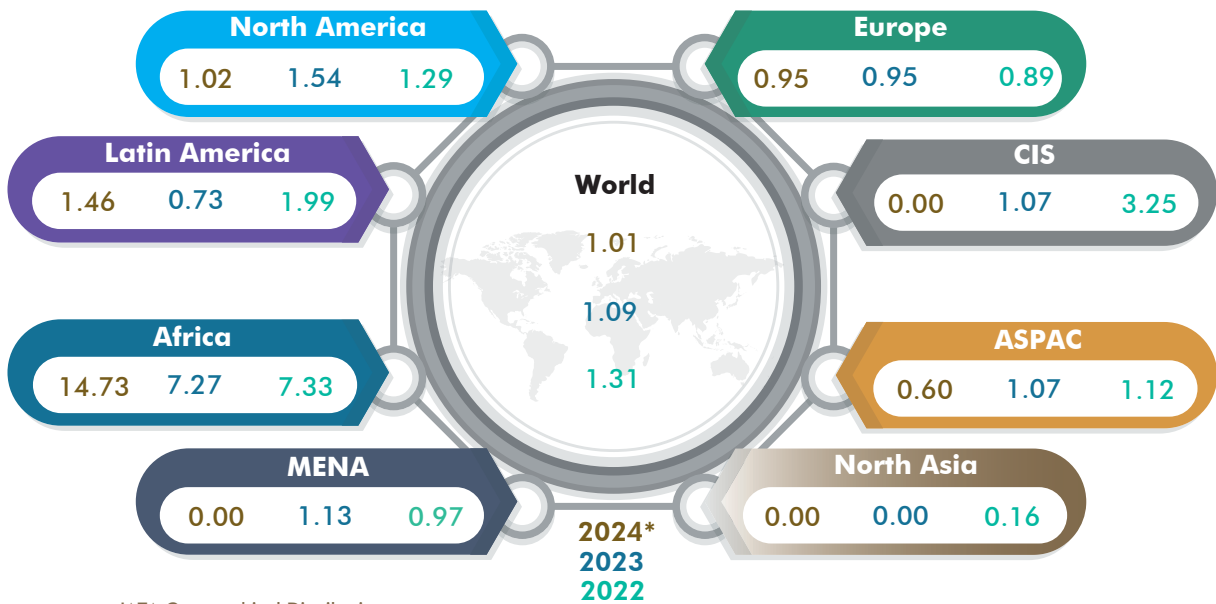 North America
1.02 1.54 1.29
Europe
0.95 0.95 0.89
Latin America
1.46 0.73 1.99
CIS
0.00 1.07 3.25
World
1.01
1.09
1.31
Africa
14.73 7.27 7.33
ASPAC
0.60 1.07 1.12
MENA
0.00 1.13 0.97
North Asia
0.00 0.00 0.16
2024*
2023
2022